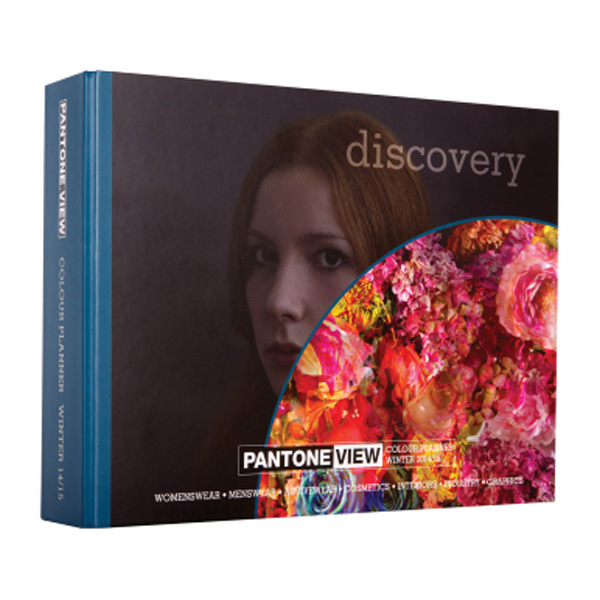 PANTONE VIEW
COLOUR PLANNER WINTER 14/15
discovery
PANTONE VIEW
COLOUR PLANNER
WINTER 2014/15
WOMENSWEAR • MENSWEAR • ACTIVEWEAR • COSMETICS • INTERIORS • INDUSTRY • GRAPHICS